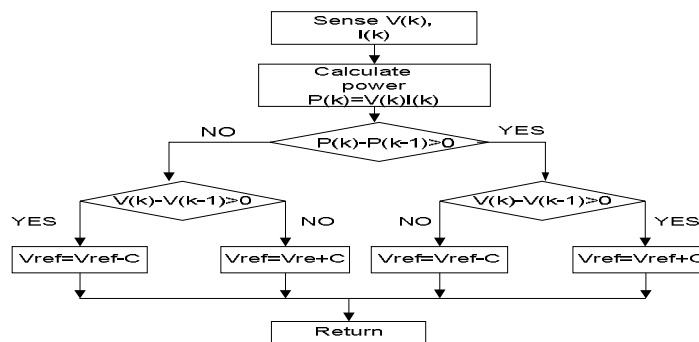 Sense V(k),
I(k)
Calculate
power
P(k)=V(k)I(k)
NO
YES
P(k)-P(k-1)>0
V(k)-V(k-1)>0
V(k)-V(k-1)>0
YES
NO
NO
YES
Vref=Vref-C
Vref=Vre+C
Vref=Vref-C
Vref=Vref+C
Return